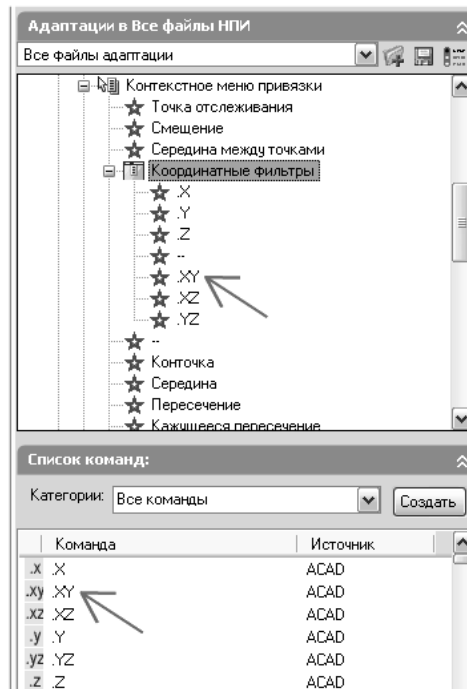 Адаптации в Все файлы НПИ
Все файлы адаптации
Контекстное меню привязки
Точка отслеживания
Смещение
Середина между точками
Координатные фильтры
.X
.Y
.Z
--
.XY
.XZ
.YZ
--
Конточка
Середина
Пересечение
Кажущееся пересечение
Список команд:
Категории: Все команды Создать
Команда Источник
.x .X ACAD
.xy .XY ACAD
.xz .XZ ACAD
.y .Y ACAD
.yz .YZ ACAD
.z .Z ACAD